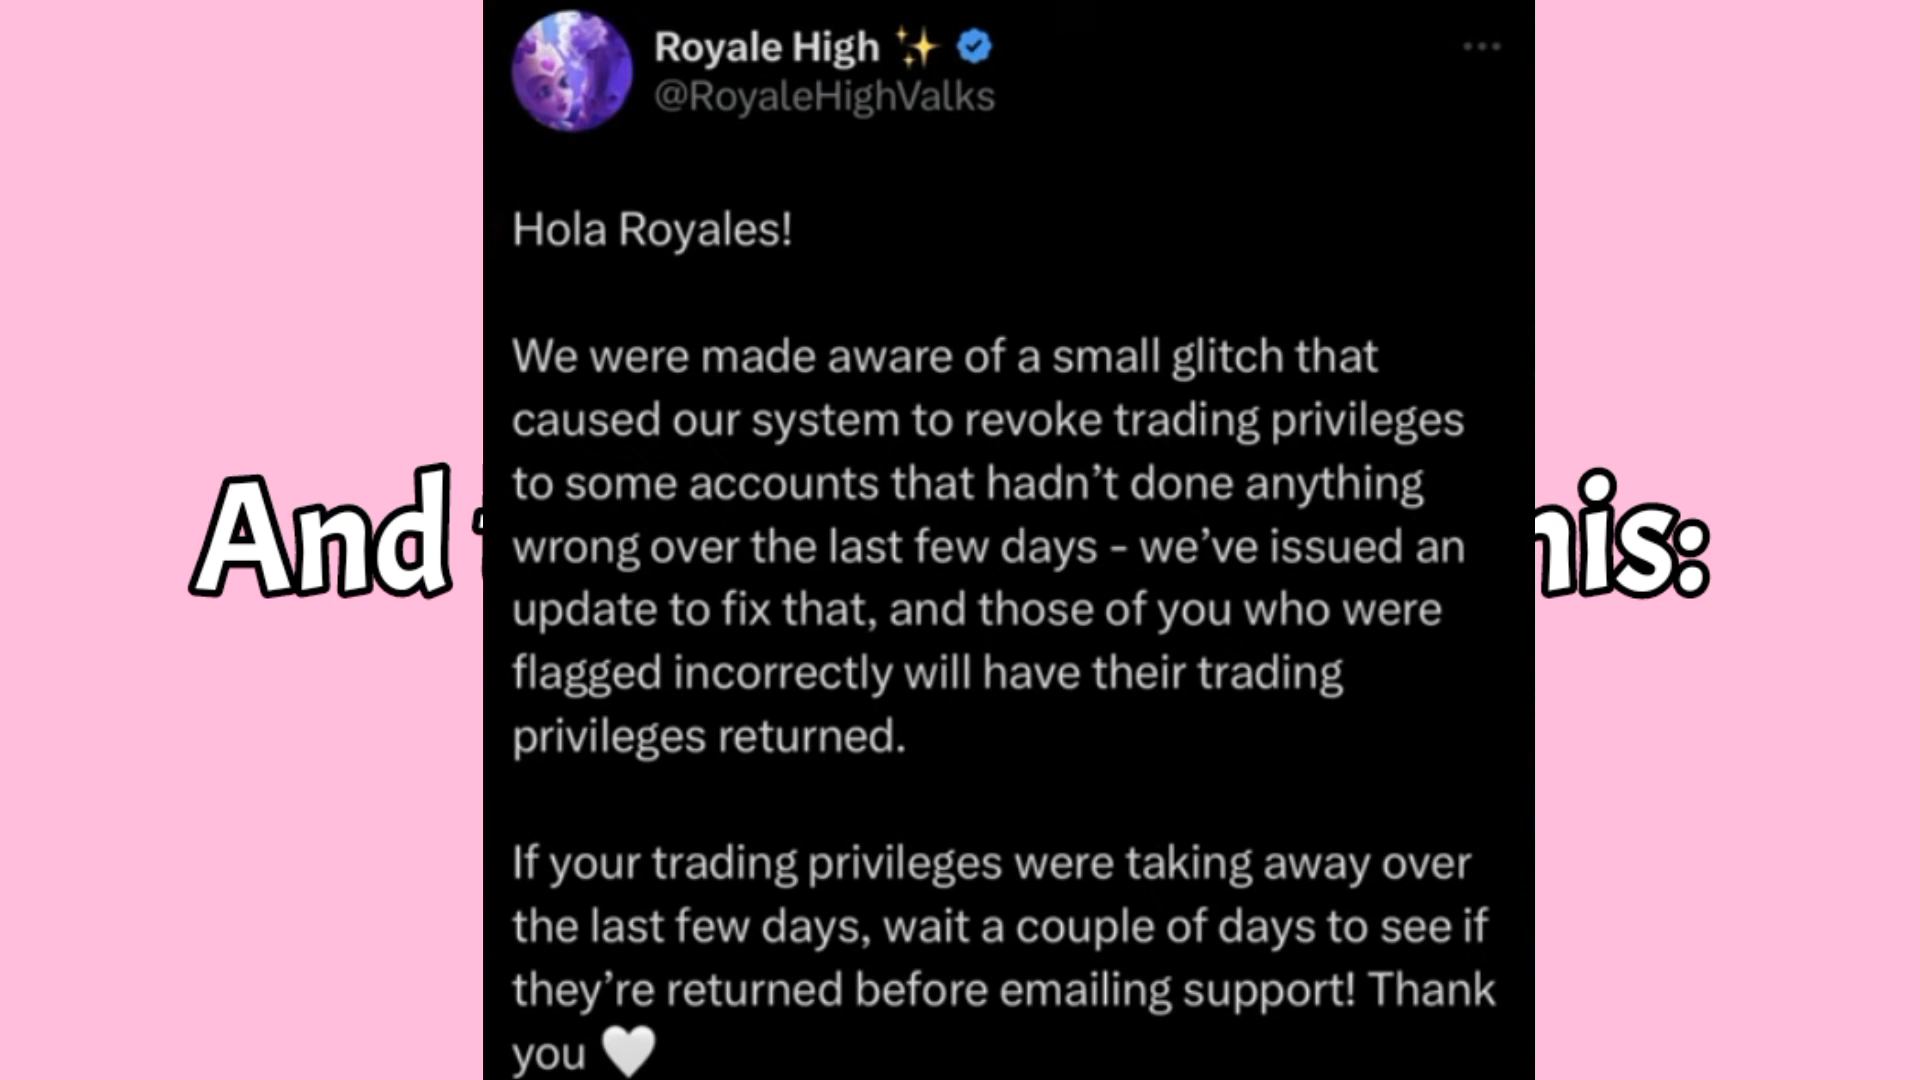 Royale High ✨
@RoyaleHighValks
Hola Royales!
We were made aware of a small glitch that
caused our system to revoke trading privileges
to some accounts that hadn’t done anything
And
wrong over the last few days - we’ve issued an
his:
update to fix that, and those of you who were
flagged incorrectly will have their trading
privileges returned.
If your trading privileges were taking away over
the last few days, wait a couple of days to see if
they’re returned before emailing support! Thank
you 🤍